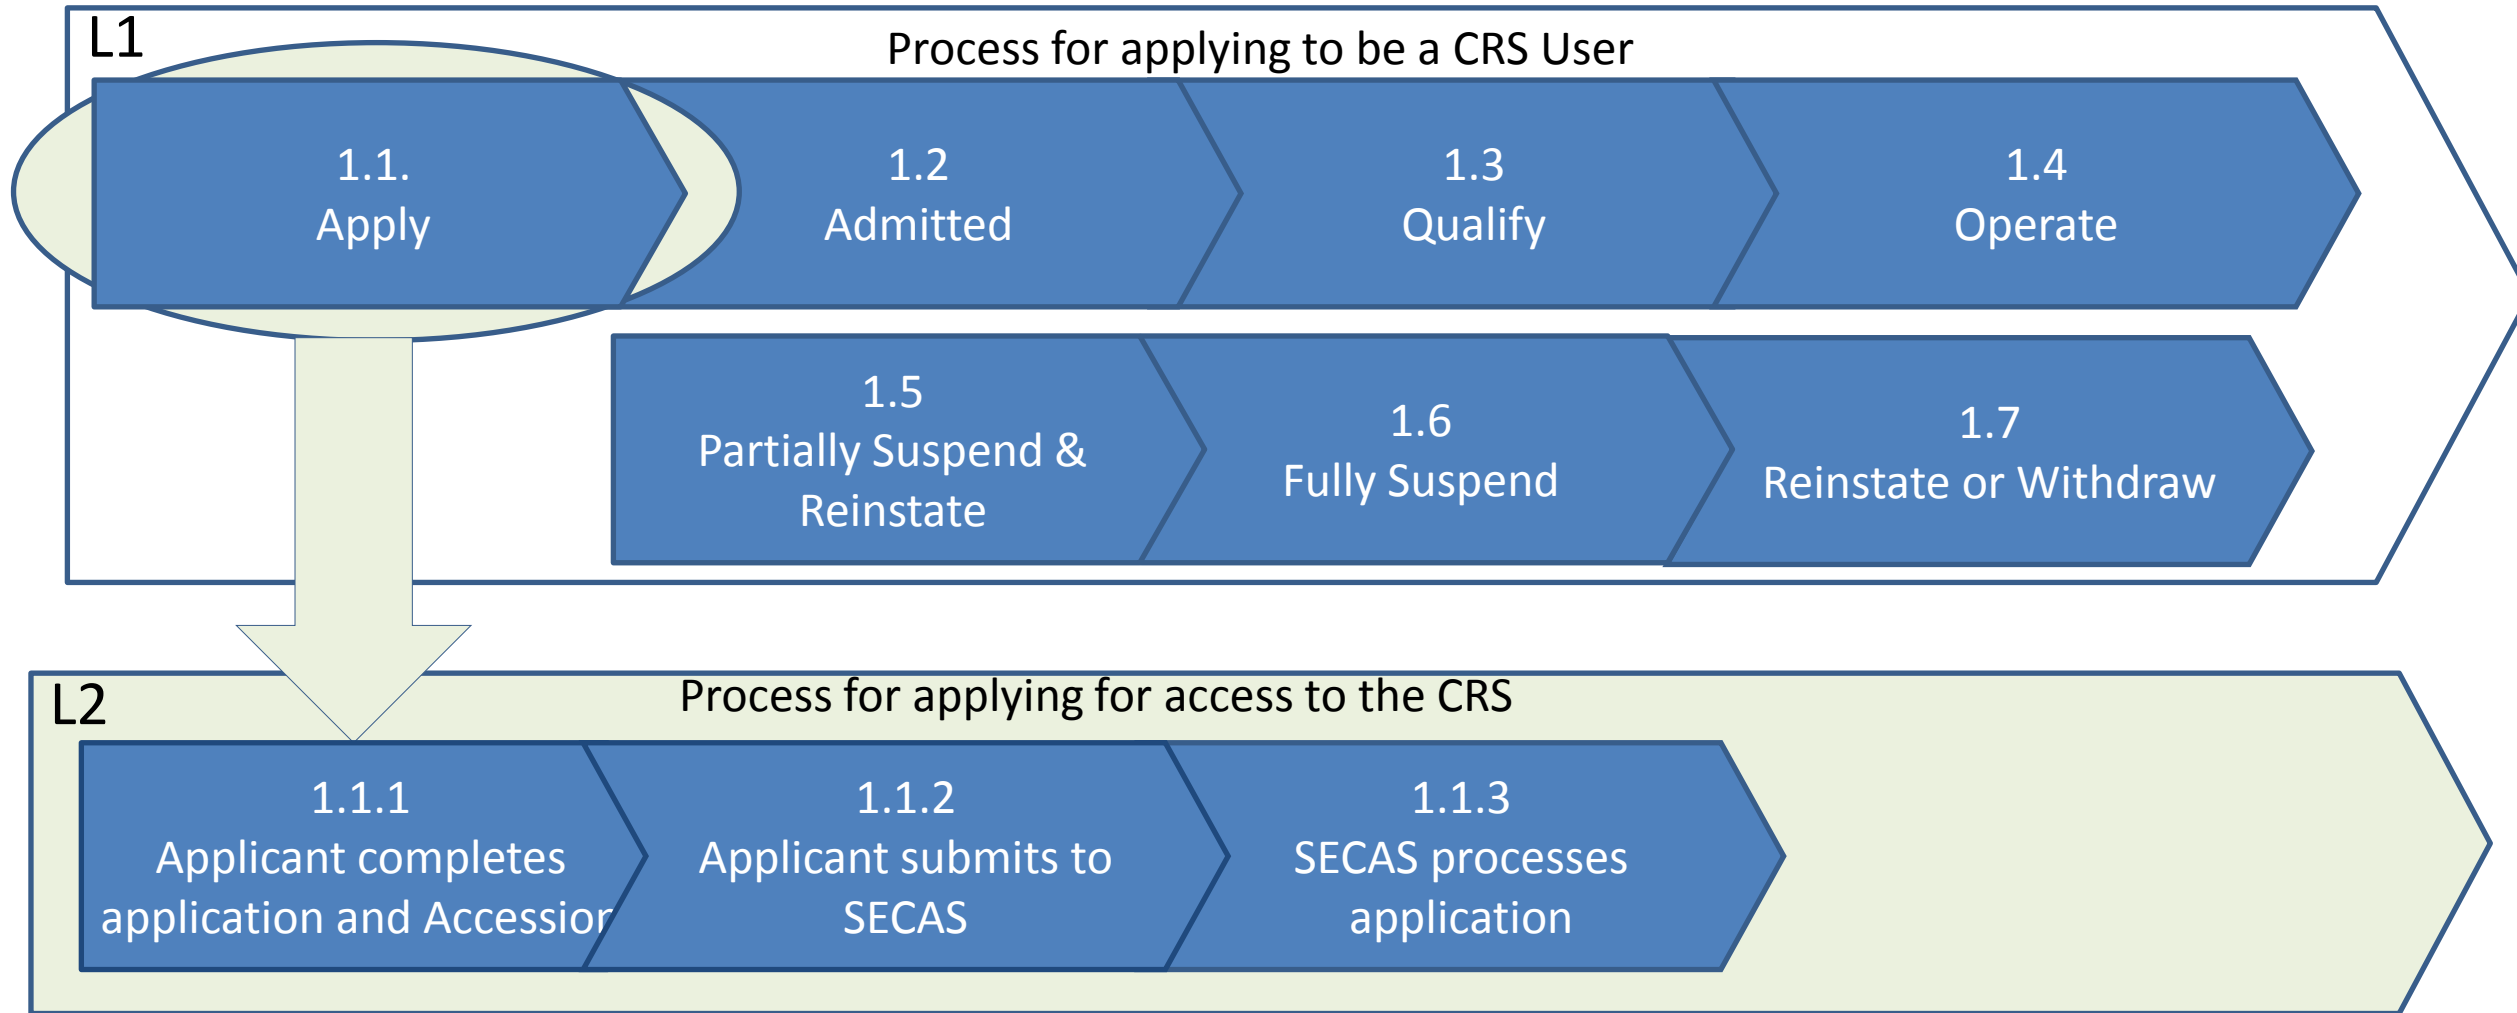 L1
Process for applying to be a CRS User
1.1.
Apply
1.2
Admitted
1.3
Qualify
1.4
Operate
1.5
Partially Suspend &
Reinstate
1.6
Fully Suspend
1.7
Reinstate or Withdraw
L2
Process for applying for access to the CRS
1.1.1
Applicant completes
application and Accession
1.1.2
Applicant submits to
SECAS
1.1.3
SECAS processes
application